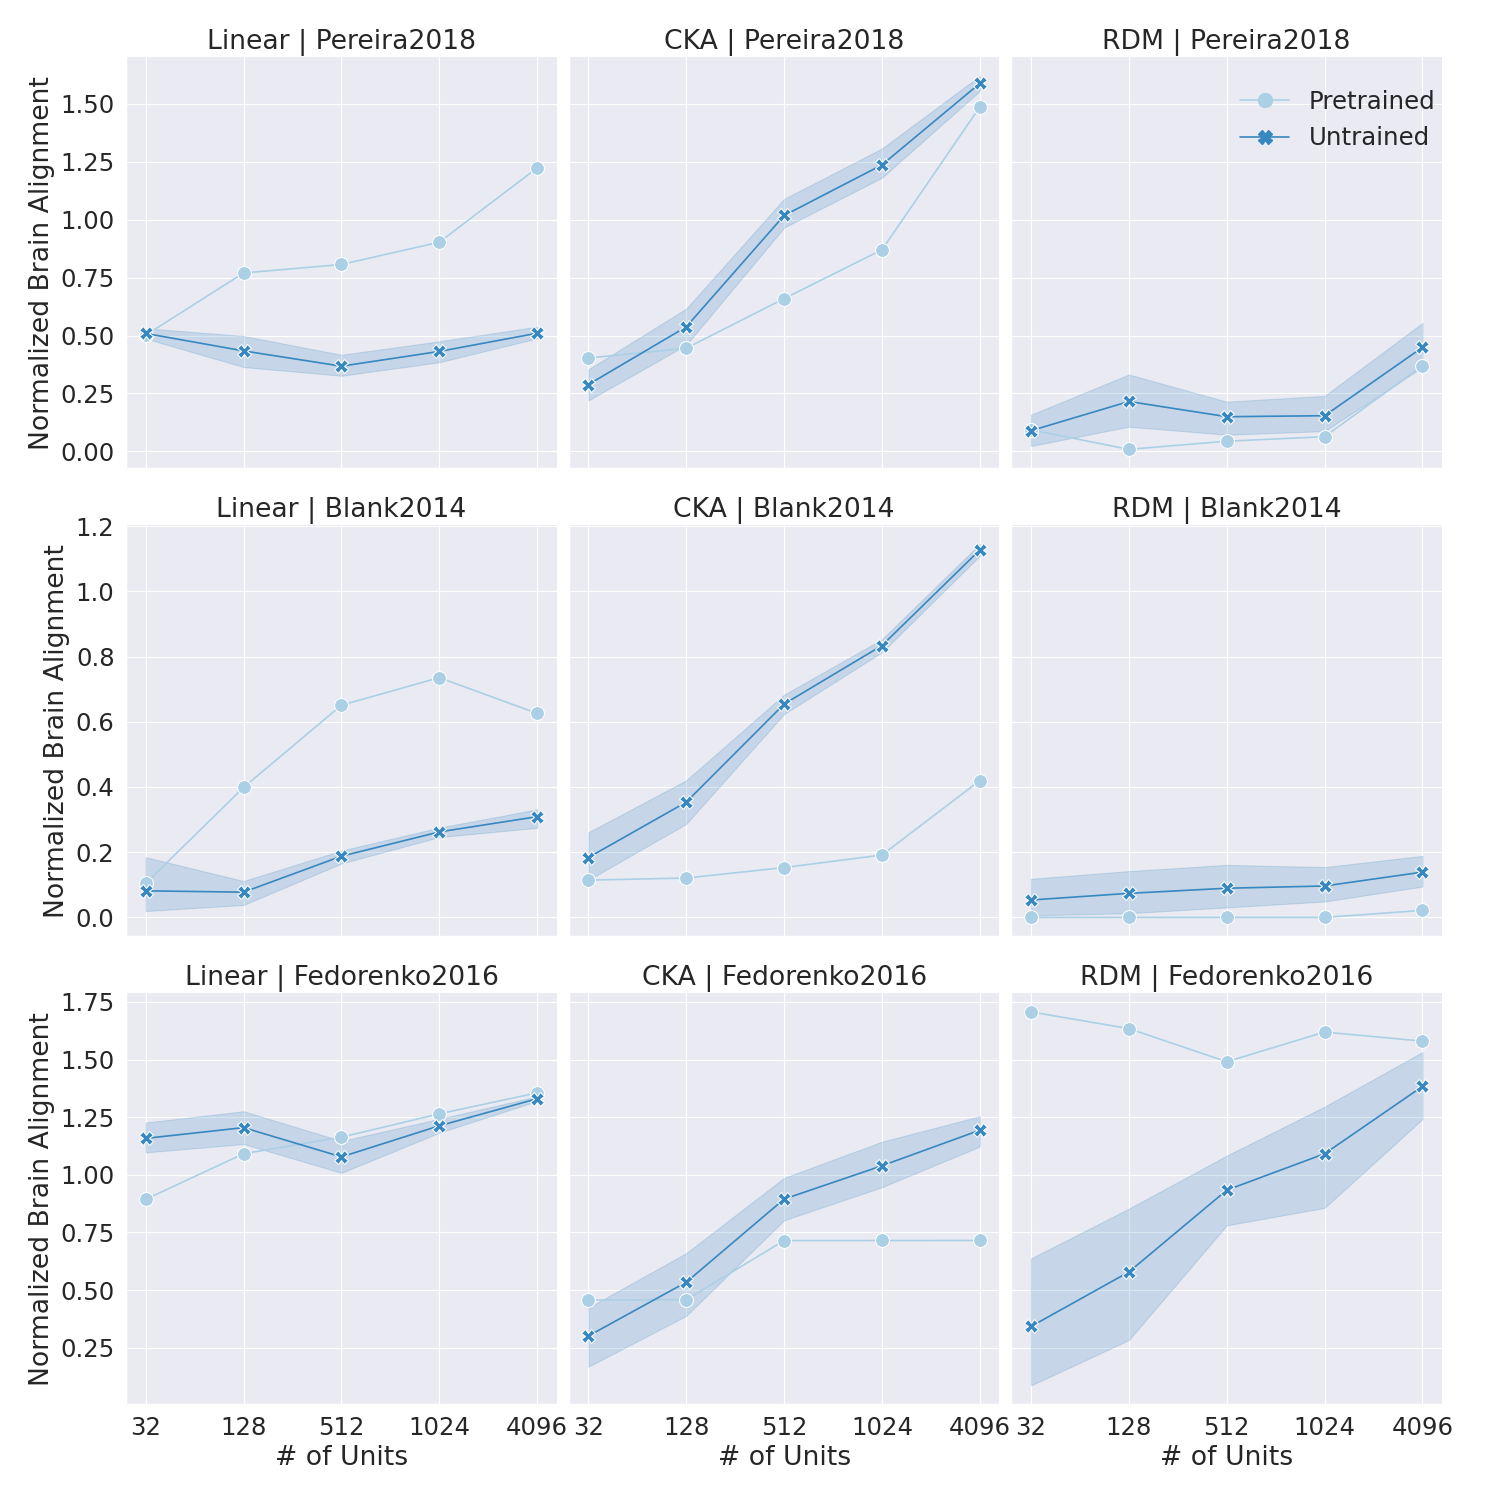 Linear | Pereira2018
CKA | Pereira2018
RDM | Pereira2018
Normalized Brain Alignment
1.50
1.25
1.00
0.75
0.50
0.25
0.00
Pretrained
Untrained
Linear | Blank2014
CKA | Blank2014
RDM | Blank2014
Normalized Brain Alignment
1.2
1.0
0.8
0.6
0.4
0.2
0.0
Linear | Fedorenko2016
CKA | Fedorenko2016
RDM | Fedorenko2016
Normalized Brain Alignment
1.75
1.50
1.25
1.00
0.75
0.50
0.25
32 128 512 1024 4096
32 128 512 1024 4096
32 128 512 1024 4096
# of Units
# of Units
# of Units